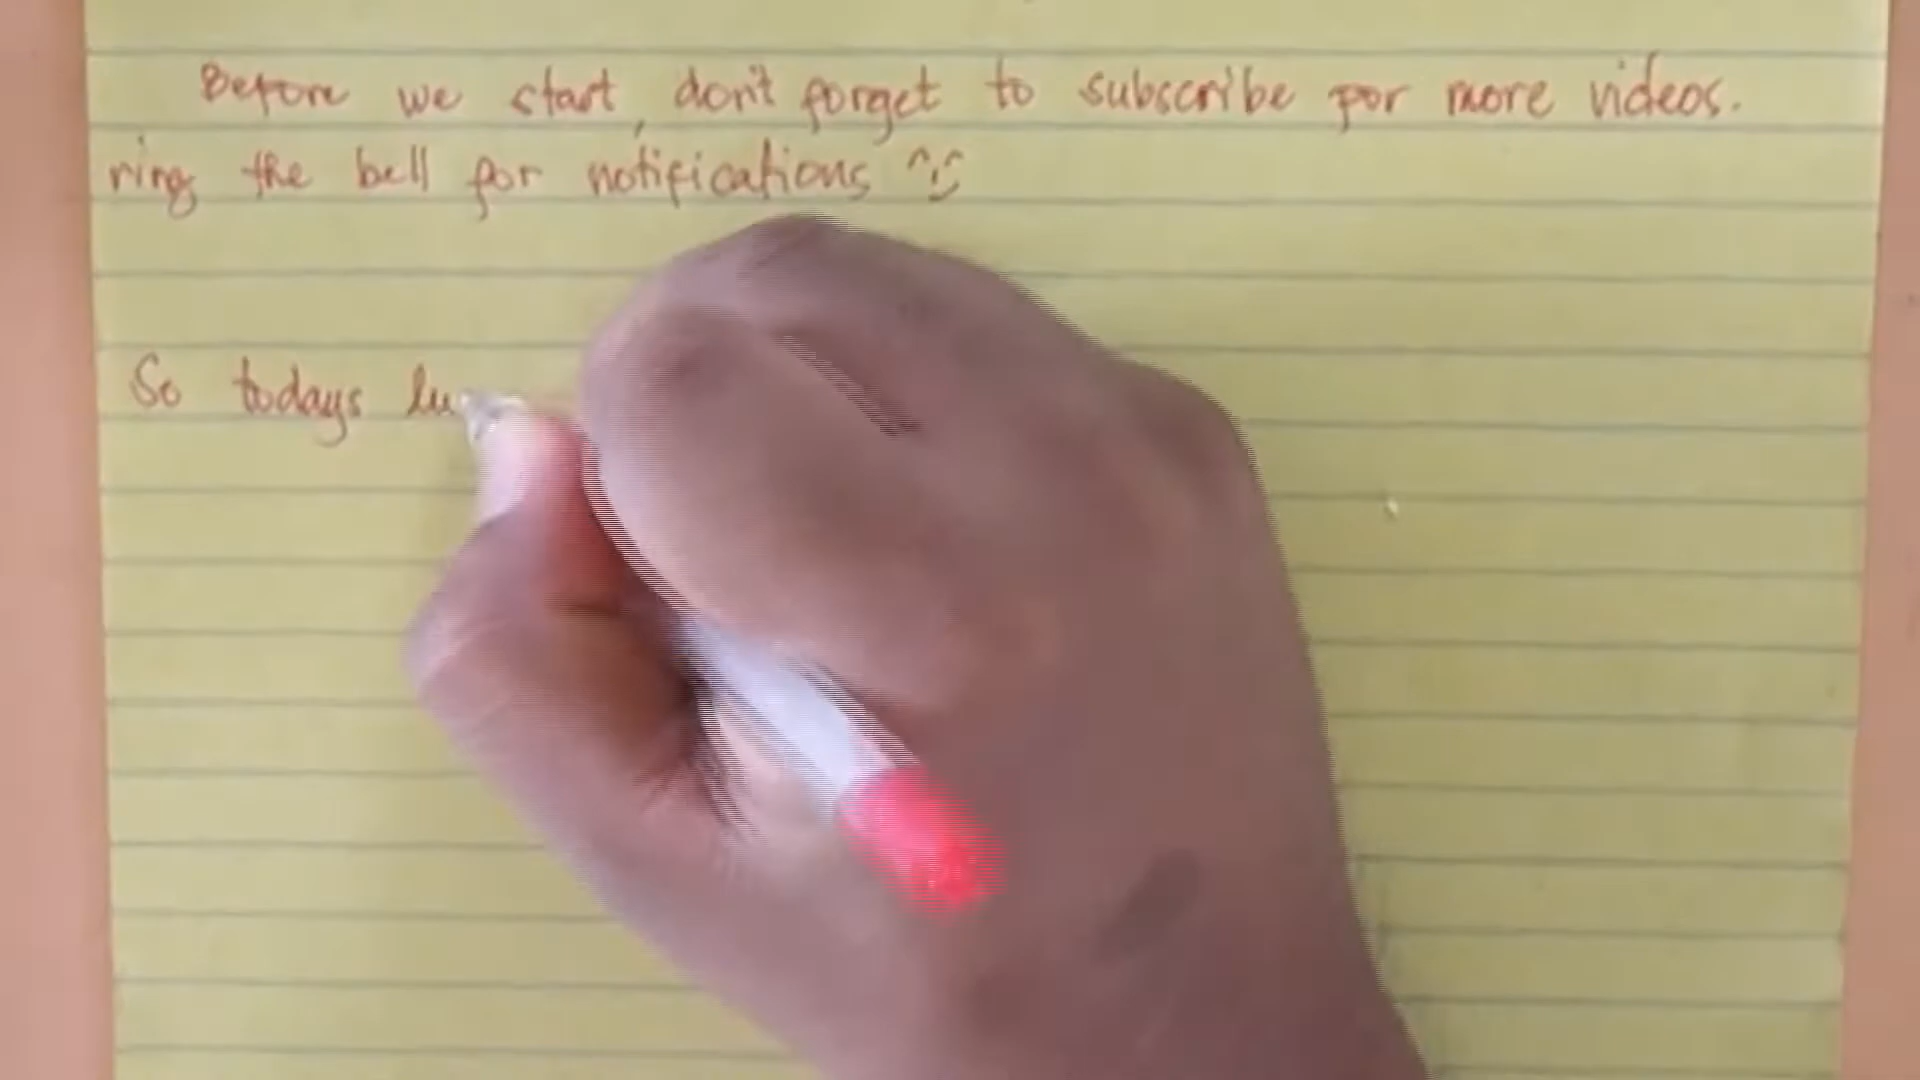 Before we start, don't forget to subscribe for more videos.
ring the bell for notifications ^_^
So todays